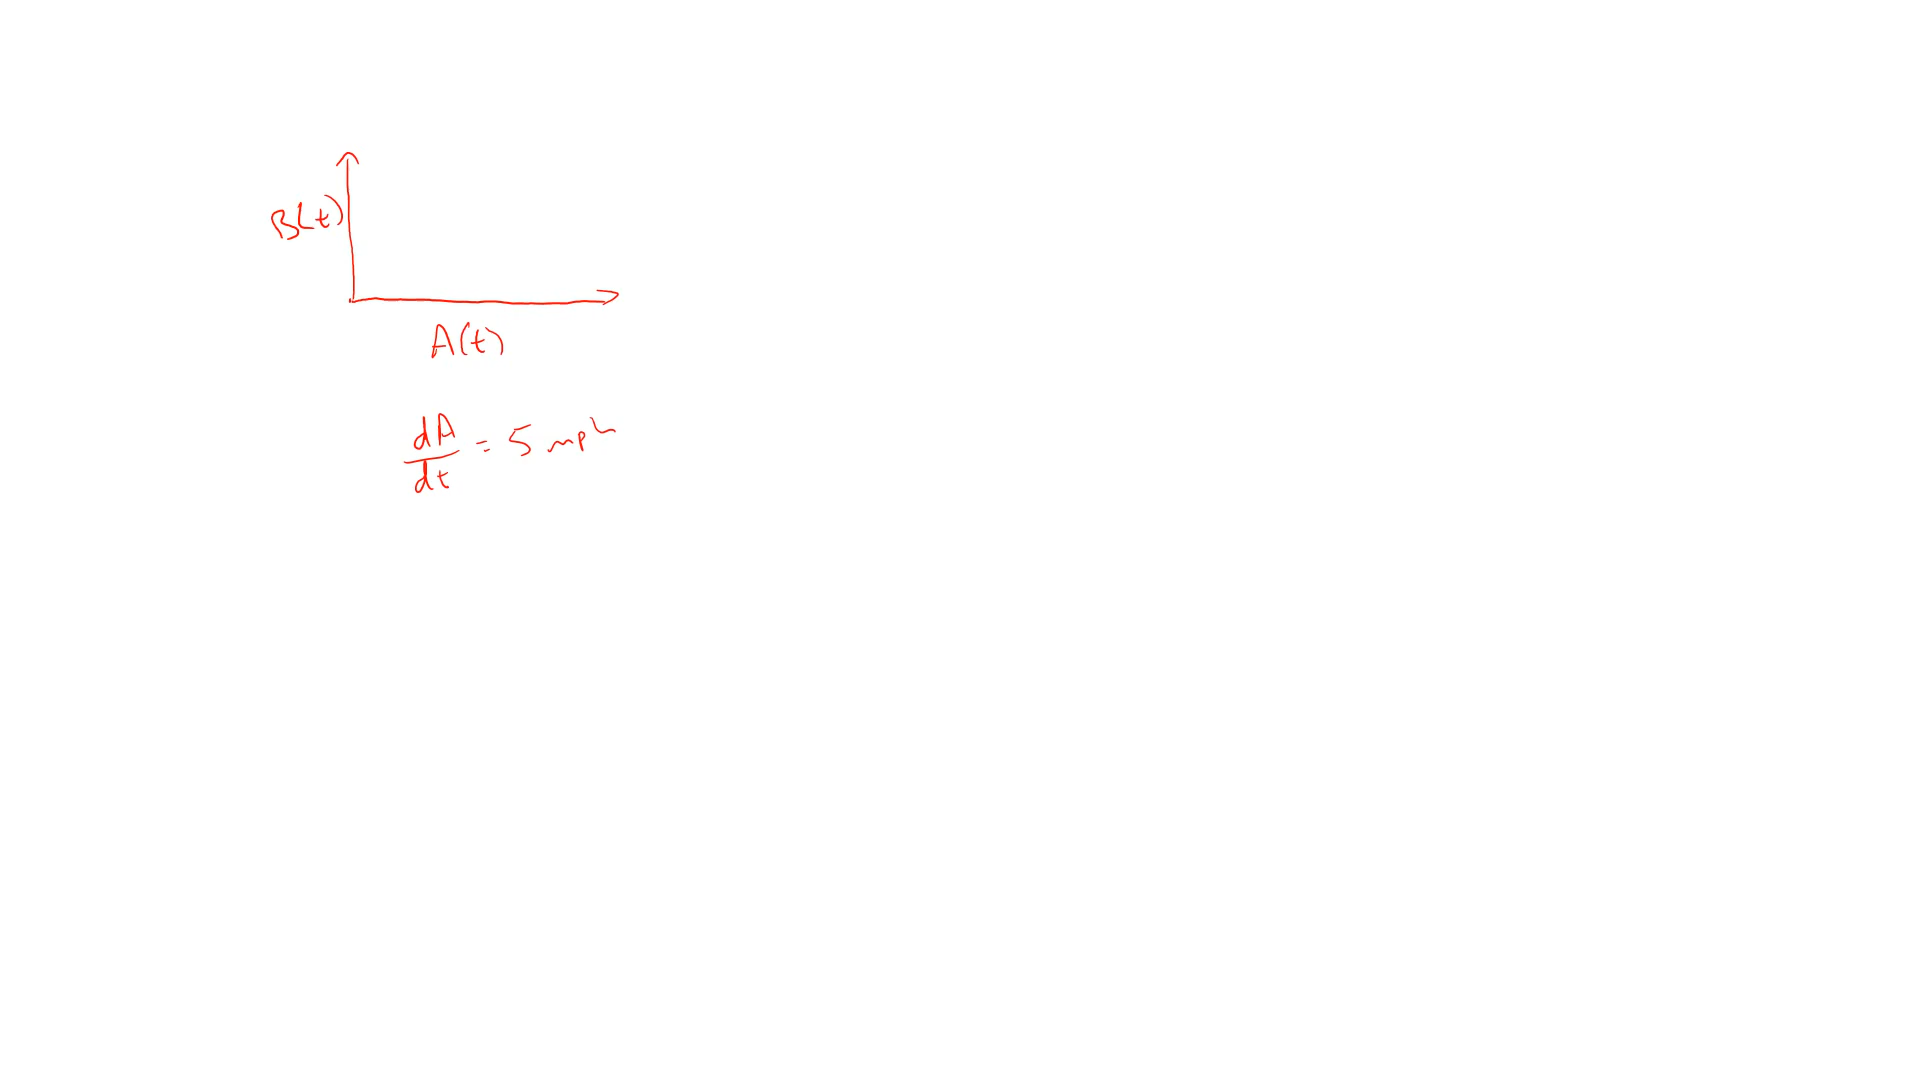 B(t)
A(t)
dA/dt = 5 mph